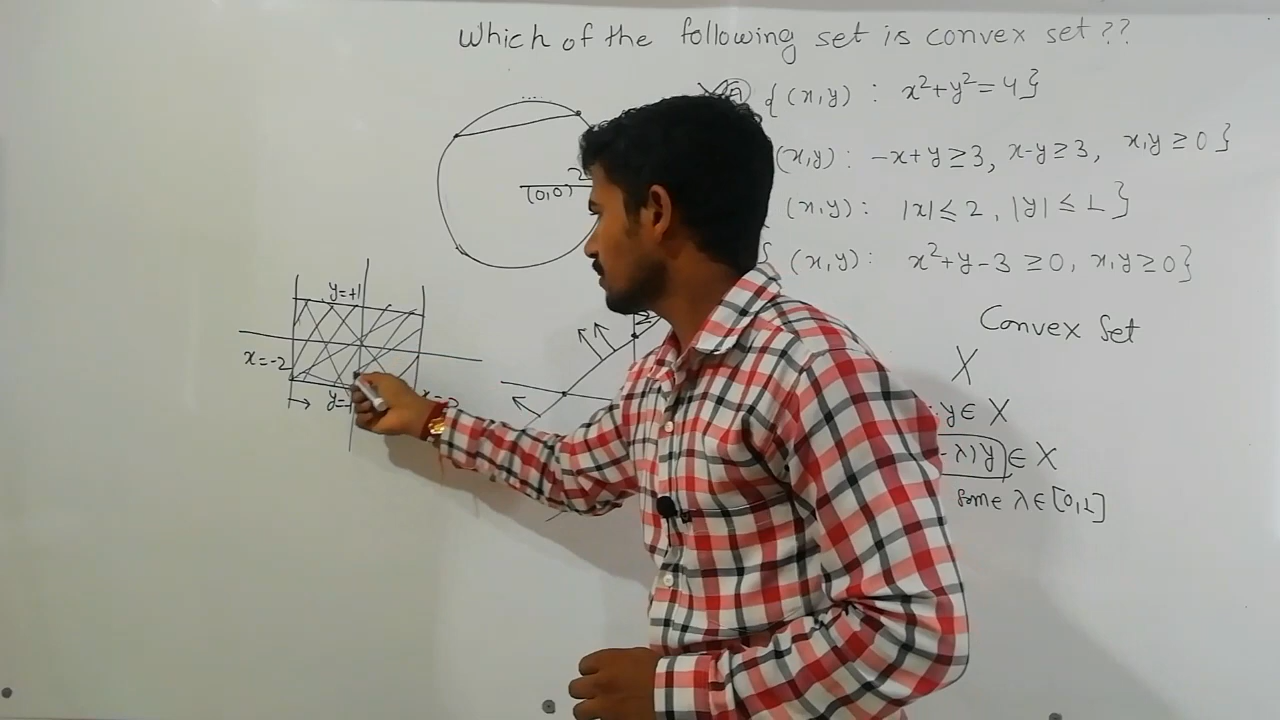 Which of the following set is convex set ??
Ⓐ { (x,y) : x²+y²=4}
(x,y) : -x+y ≥ 3, x-y ≥ 3, x,y ≥ 0 }
(x,y) : |x| ≤ 2, |y| ≤ 1 }
{ (x,y) : x²+y-3 ≥ 0, x,y ≥ 0}
(0,0) 2
y=+1
x=-2
y=-
Convex Set
X
y ∈ X
-λ)y ∈ X
some λ ∈ [0,1]